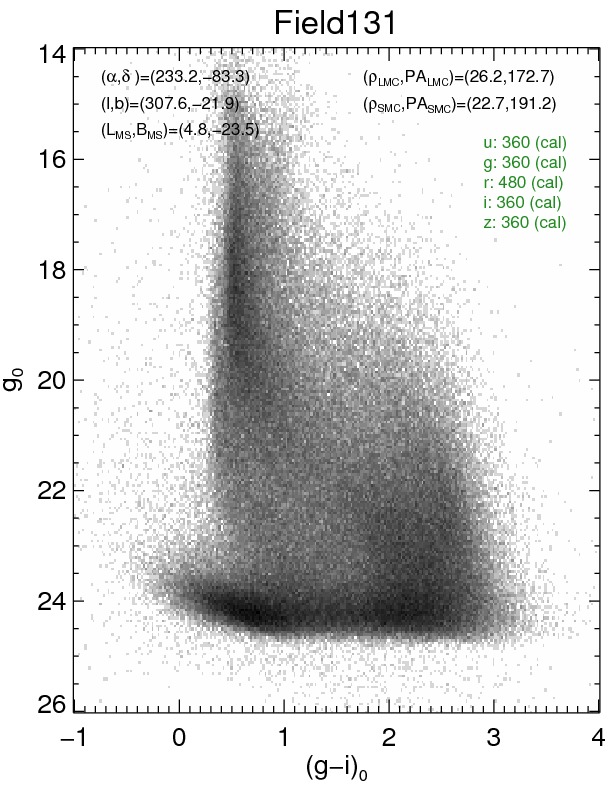 Field131
(α,δ )=(233.2,−83.3)
(ρLMC,PALMC)=(26.2,172.7)
(l,b)=(307.6,−21.9)
(ρSMC,PASMC)=(22.7,191.2)
(LMS,BMS)=(4.8,−23.5)
u: 360 (cal)
g: 360 (cal)
r: 480 (cal)
i: 360 (cal)
z: 360 (cal)
14
16
18
20
22
24
26
g0
−1 0 1 2 3 4
(g−i)0